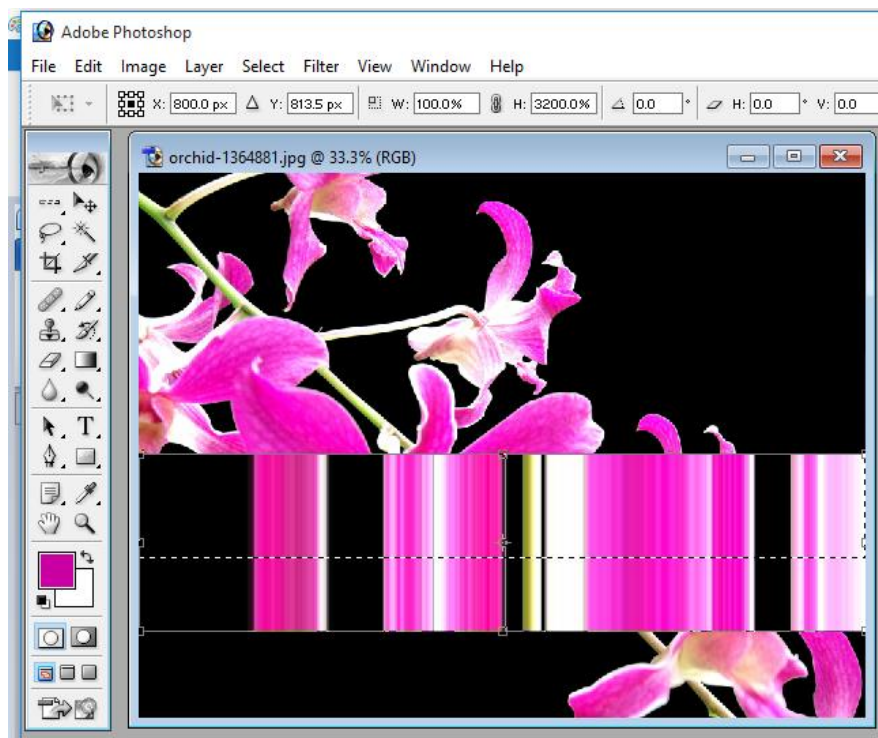 Adobe Photoshop
File Edit Image Layer Select Filter View Window Help
X: 800.0 px Δ Y: 813.5 px W: 100.0% H: 3200.0% 0.0 ° H: 0.0 ° V: 0.0
orchid-1364881.jpg @ 33.3% (RGB)
T